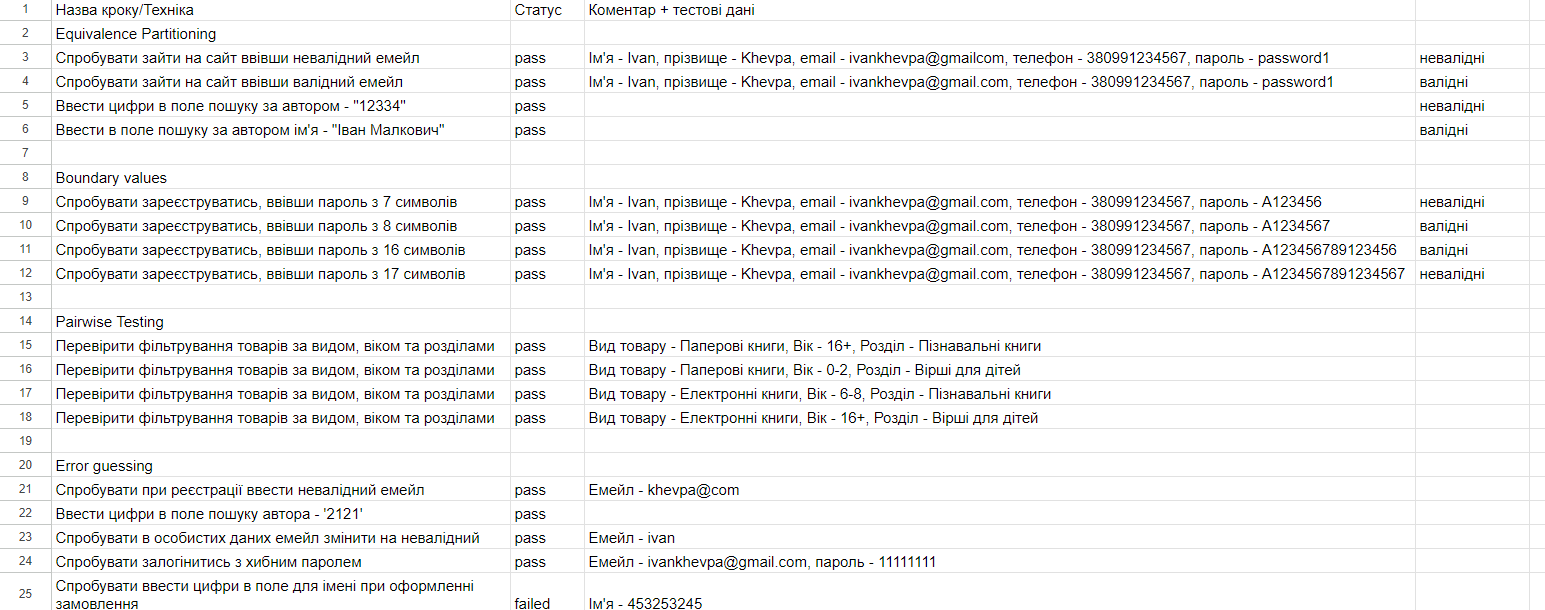 1 Назва кроку/Техніка Статус Коментар + тестові дані
2 Equivalence Partitioning
3 Спробувати зайти на сайт ввівши невалідний емейл pass Ім'я - Ivan, прізвище - Khevpa, email - ivankhevpa@gmailcom, телефон - 380991234567, пароль - password1 невалідні
4 Спробувати зайти на сайт ввівши валідний емейл pass Ім'я - Ivan, прізвище - Khevpa, email - ivankhevpa@gmail.com, телефон - 380991234567, пароль - password1 валідні
5 Ввести цифри в поле пошуку за автором - "12334" pass невалідні
6 Ввести в поле пошуку за автором ім'я - "Іван Малкович" pass валідні
7
8 Boundary values
9 Спробувати зареєструватись, ввівши пароль з 7 символів pass Ім'я - Ivan, прізвище - Khevpa, email - ivankhevpa@gmail.com, телефон - 380991234567, пароль - A123456 невалідні
10 Спробувати зареєструватись, ввівши пароль з 8 символів pass Ім'я - Ivan, прізвище - Khevpa, email - ivankhevpa@gmail.com, телефон - 380991234567, пароль - A1234567 валідні
11 Спробувати зареєструватись, ввівши пароль з 16 символів pass Ім'я - Ivan, прізвище - Khevpa, email - ivankhevpa@gmail.com, телефон - 380991234567, пароль - A123456789123456 валідні
12 Спробувати зареєструватись, ввівши пароль з 17 символів pass Ім'я - Ivan, прізвище - Khevpa, email - ivankhevpa@gmail.com, телефон - 380991234567, пароль - A1234567891234567 невалідні
13
14 Pairwise Testing
15 Перевірити фільтрування товарів за видом, віком та розділами pass Вид товару - Паперові книги, Вік - 16+, Розділ - Пізнавальні книги
16 Перевірити фільтрування товарів за видом, віком та розділами pass Вид товару - Паперові книги, Вік - 0-2, Розділ - Вірші для дітей
17 Перевірити фільтрування товарів за видом, віком та розділами pass Вид товару - Електронні книги, Вік - 6-8, Розділ - Пізнавальні книги
18 Перевірити фільтрування товарів за видом, віком та розділами pass Вид товару - Електронні книги, Вік - 16+, Розділ - Вірші для дітей
19
20 Error guessing
21 Спробувати при реєстрації ввести невалідний емейл pass Емейл - khevpa@com
22 Ввести цифри в поле пошуку автора - '2121' pass
23 Спробувати в особистих даних емейл змінити на невалідний pass Емейл - ivan
24 Спробувати залогінитись з хибним паролем pass Емейл - ivankhevpa@gmail.com, пароль - 11111111
25 Спробувати ввести цифри в поле для імені при оформленні
замовлення failed Ім'я - 453253245